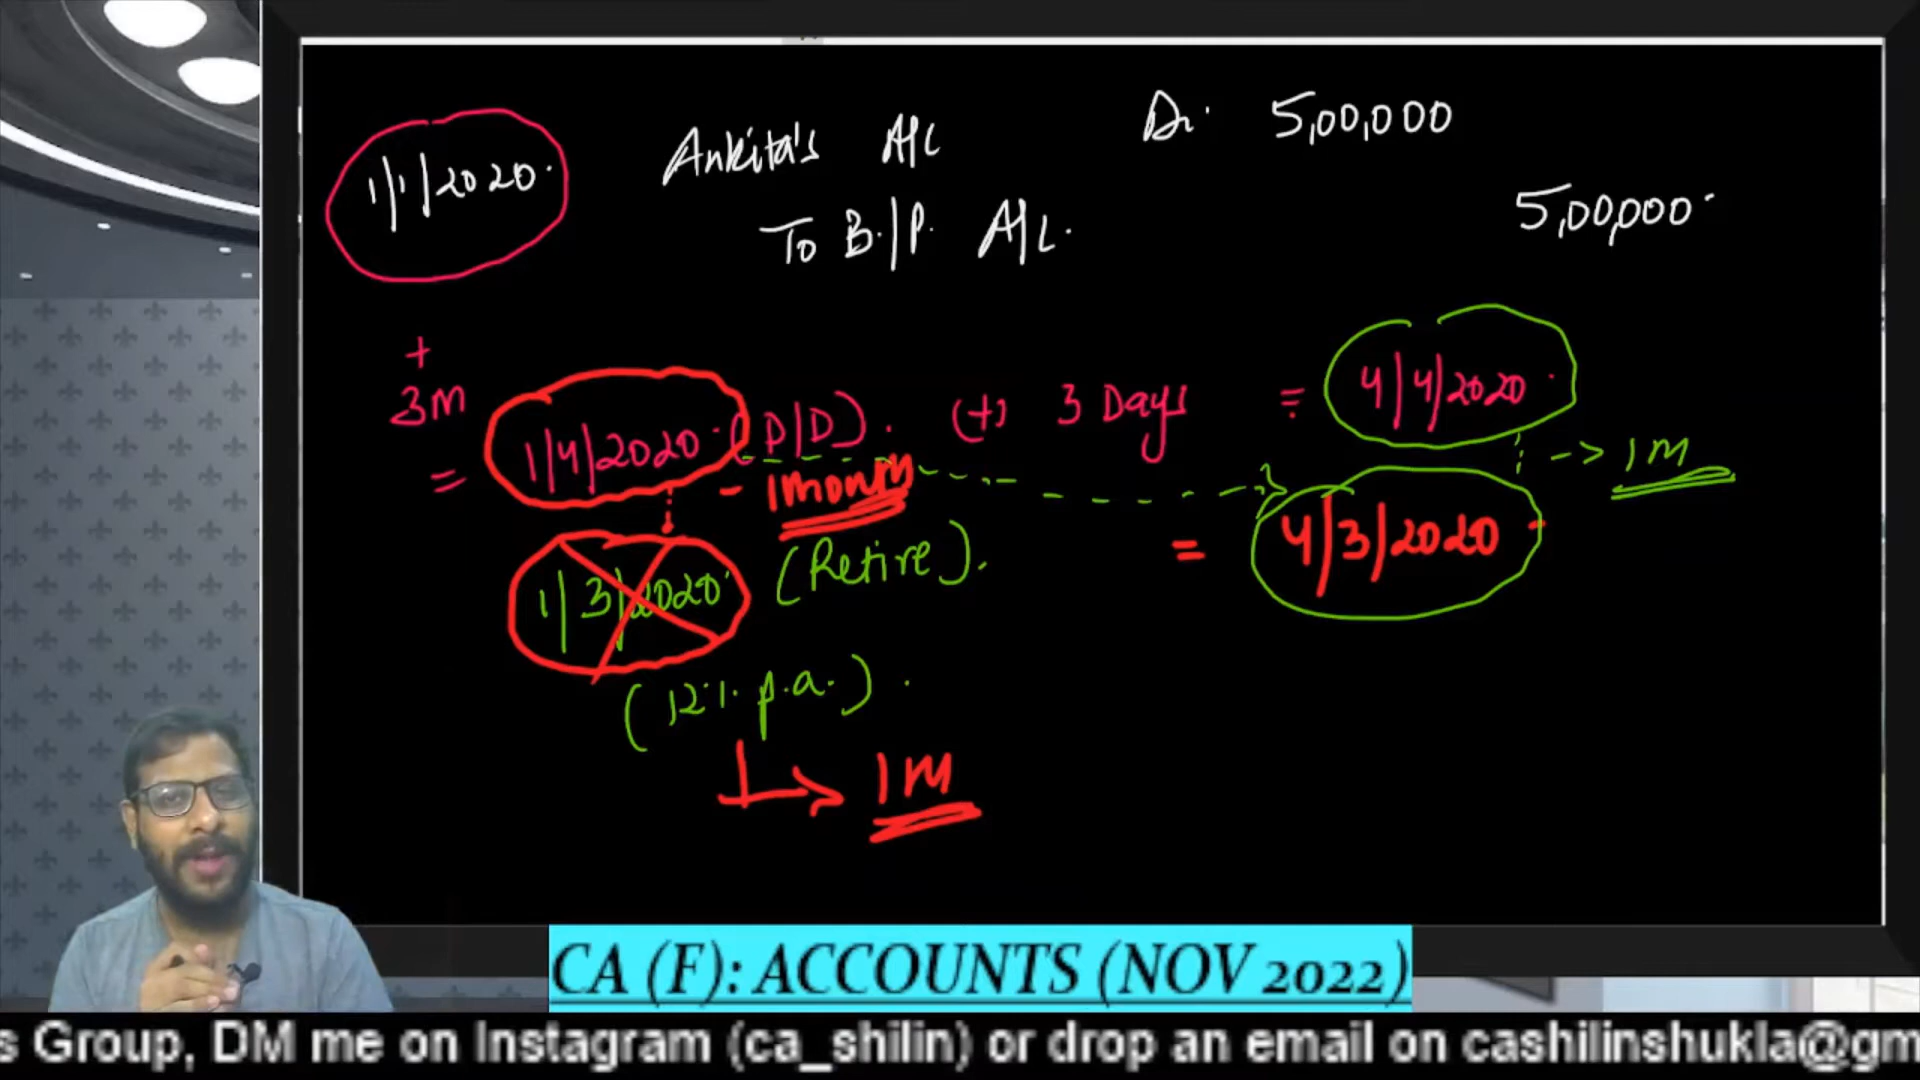 1/1/2020.
Ankita's A/c Dr. 5,00,000
To B/P. A/c. 5,00,000.
+
3M
= 1/4/2020. (D/D). (+) 3 Days = 4/4/2020.
- 1month
-> 1M
1/3/2020. (Retire). = 4/3/2020
(12% p.a.).
1M
CA (F): ACCOUNTS (NOV 2022)
s Group, DM me on Instagram (ca_shilin) or drop an email on cashilinshukla@gm